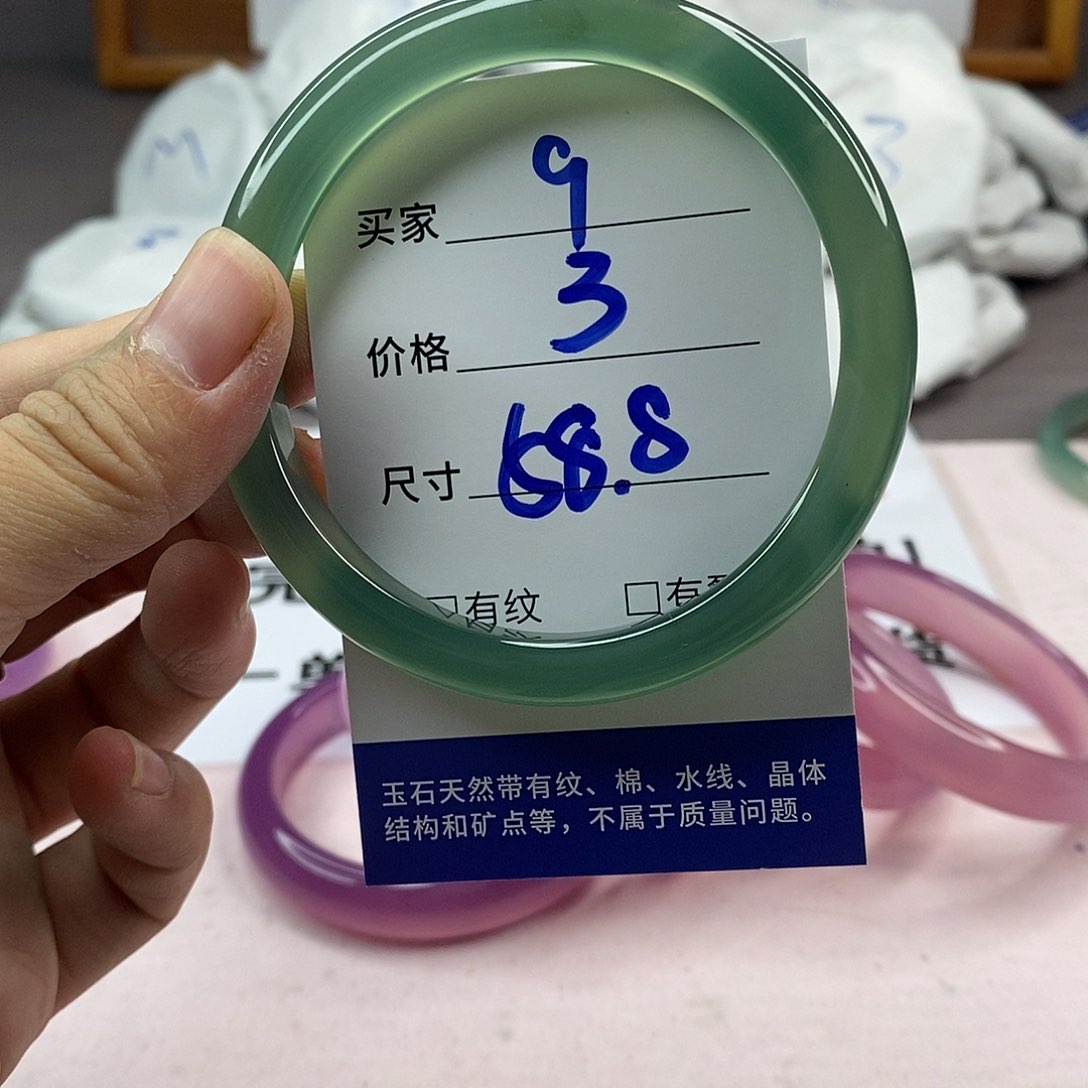 9
买家
3
价格
尺寸 58.8
□有纹 □有
玉石天然带有纹、棉、水线、晶体
结构和矿点等，不属于质量问题。